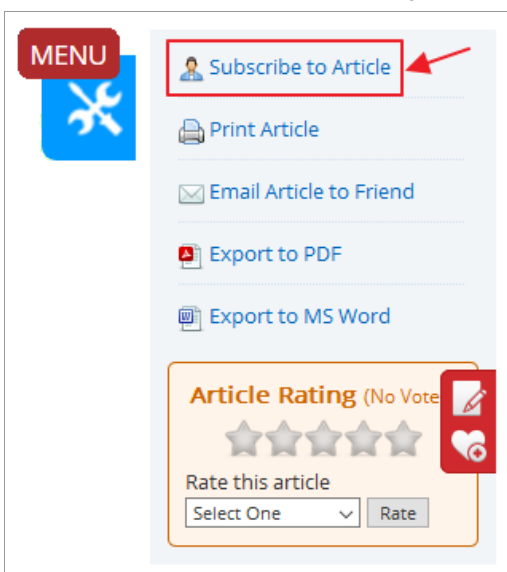 MENU
Subscribe to Article
Print Article
Email Article to Friend
Export to PDF
Export to MS Word
Article Rating (No Vote
Rate this article
Select One Rate